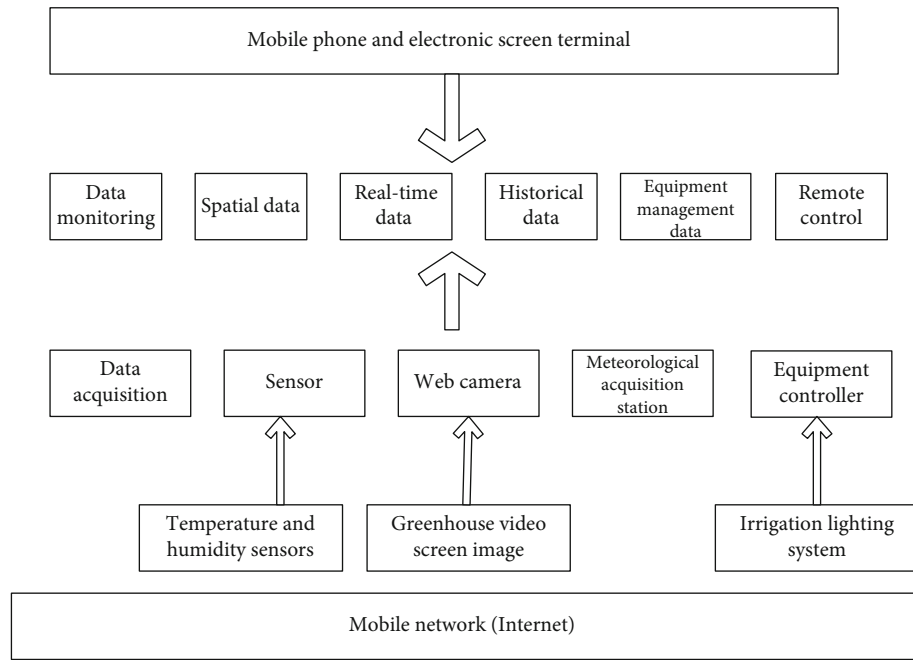 Mobile phone and electronic screen terminal
Data
monitoring
Spatial data
Real-time
data
Historical
data
Equipment
management
data
Remote
control
Data
acquisition
Sensor
Web camera
Meteorological
acquisition
station
Equipment
controller
Temperature and
humidity sensors
Greenhouse video
screen image
Irrigation lighting
system
Mobile network (Internet)